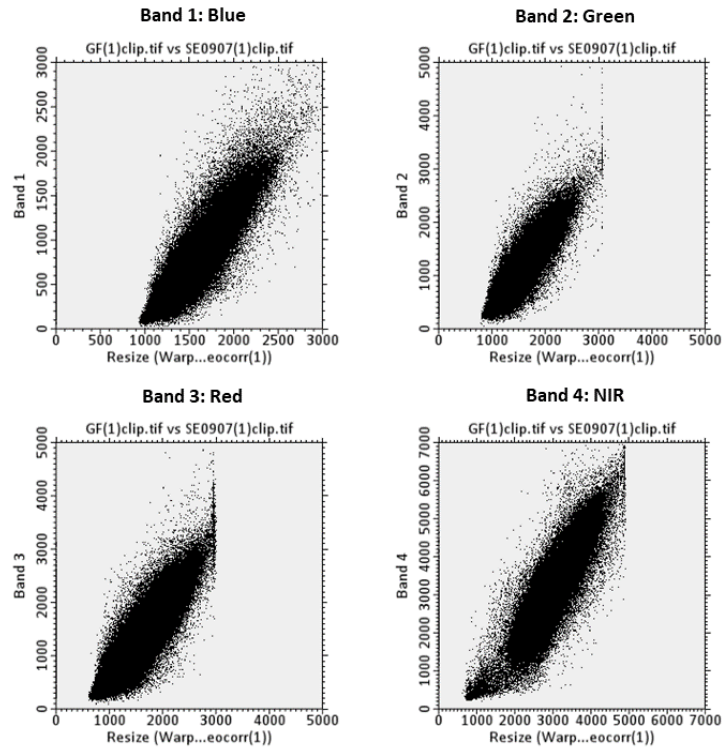 Band 1: Blue
GF(1)clip.tif vs SE0907(1)clip.tif
3000
2500
2000
1500
1000
500
0
Band 1
0 500 1000 1500 2000 2500 3000
Resize (Warp...eocorr(1))
Band 2: Green
GF(1)clip.tif vs SE0907(1)clip.tif
5000
4000
3000
2000
1000
0
Band 2
0 1000 2000 3000 4000 5000
Resize (Warp...eocorr(1))
Band 3: Red
GF(1)clip.tif vs SE0907(1)clip.tif
5000
4000
3000
2000
1000
0
Band 3
0 1000 2000 3000 4000 5000
Resize (Warp...eocorr(1))
Band 4: NIR
GF(1)clip.tif vs SE0907(1)clip.tif
7000
6000
5000
4000
3000
2000
1000
0
Band 4
0 1000 2000 3000 4000 5000 6000 7000
Resize (Warp...eocorr(1))